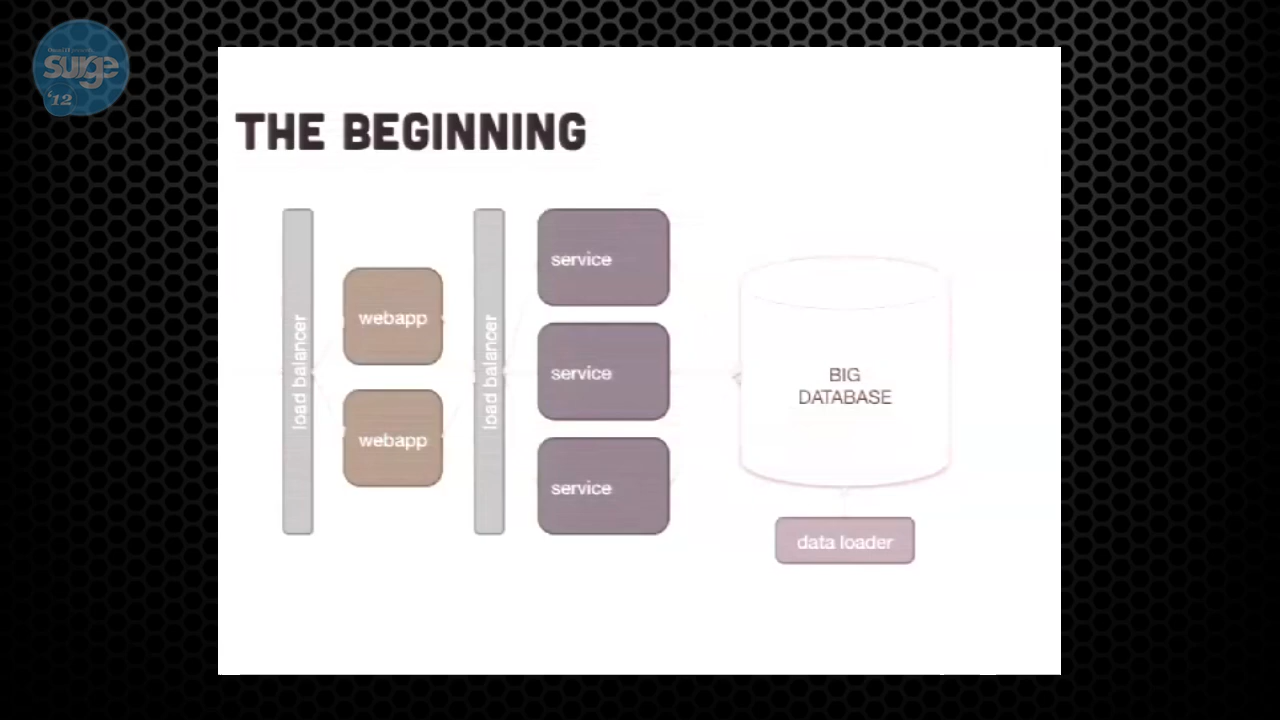 surge
'12
THE BEGINNING
load balancer
webapp
webapp
load balancer
service
service
service
BIG
DATABASE
data loader